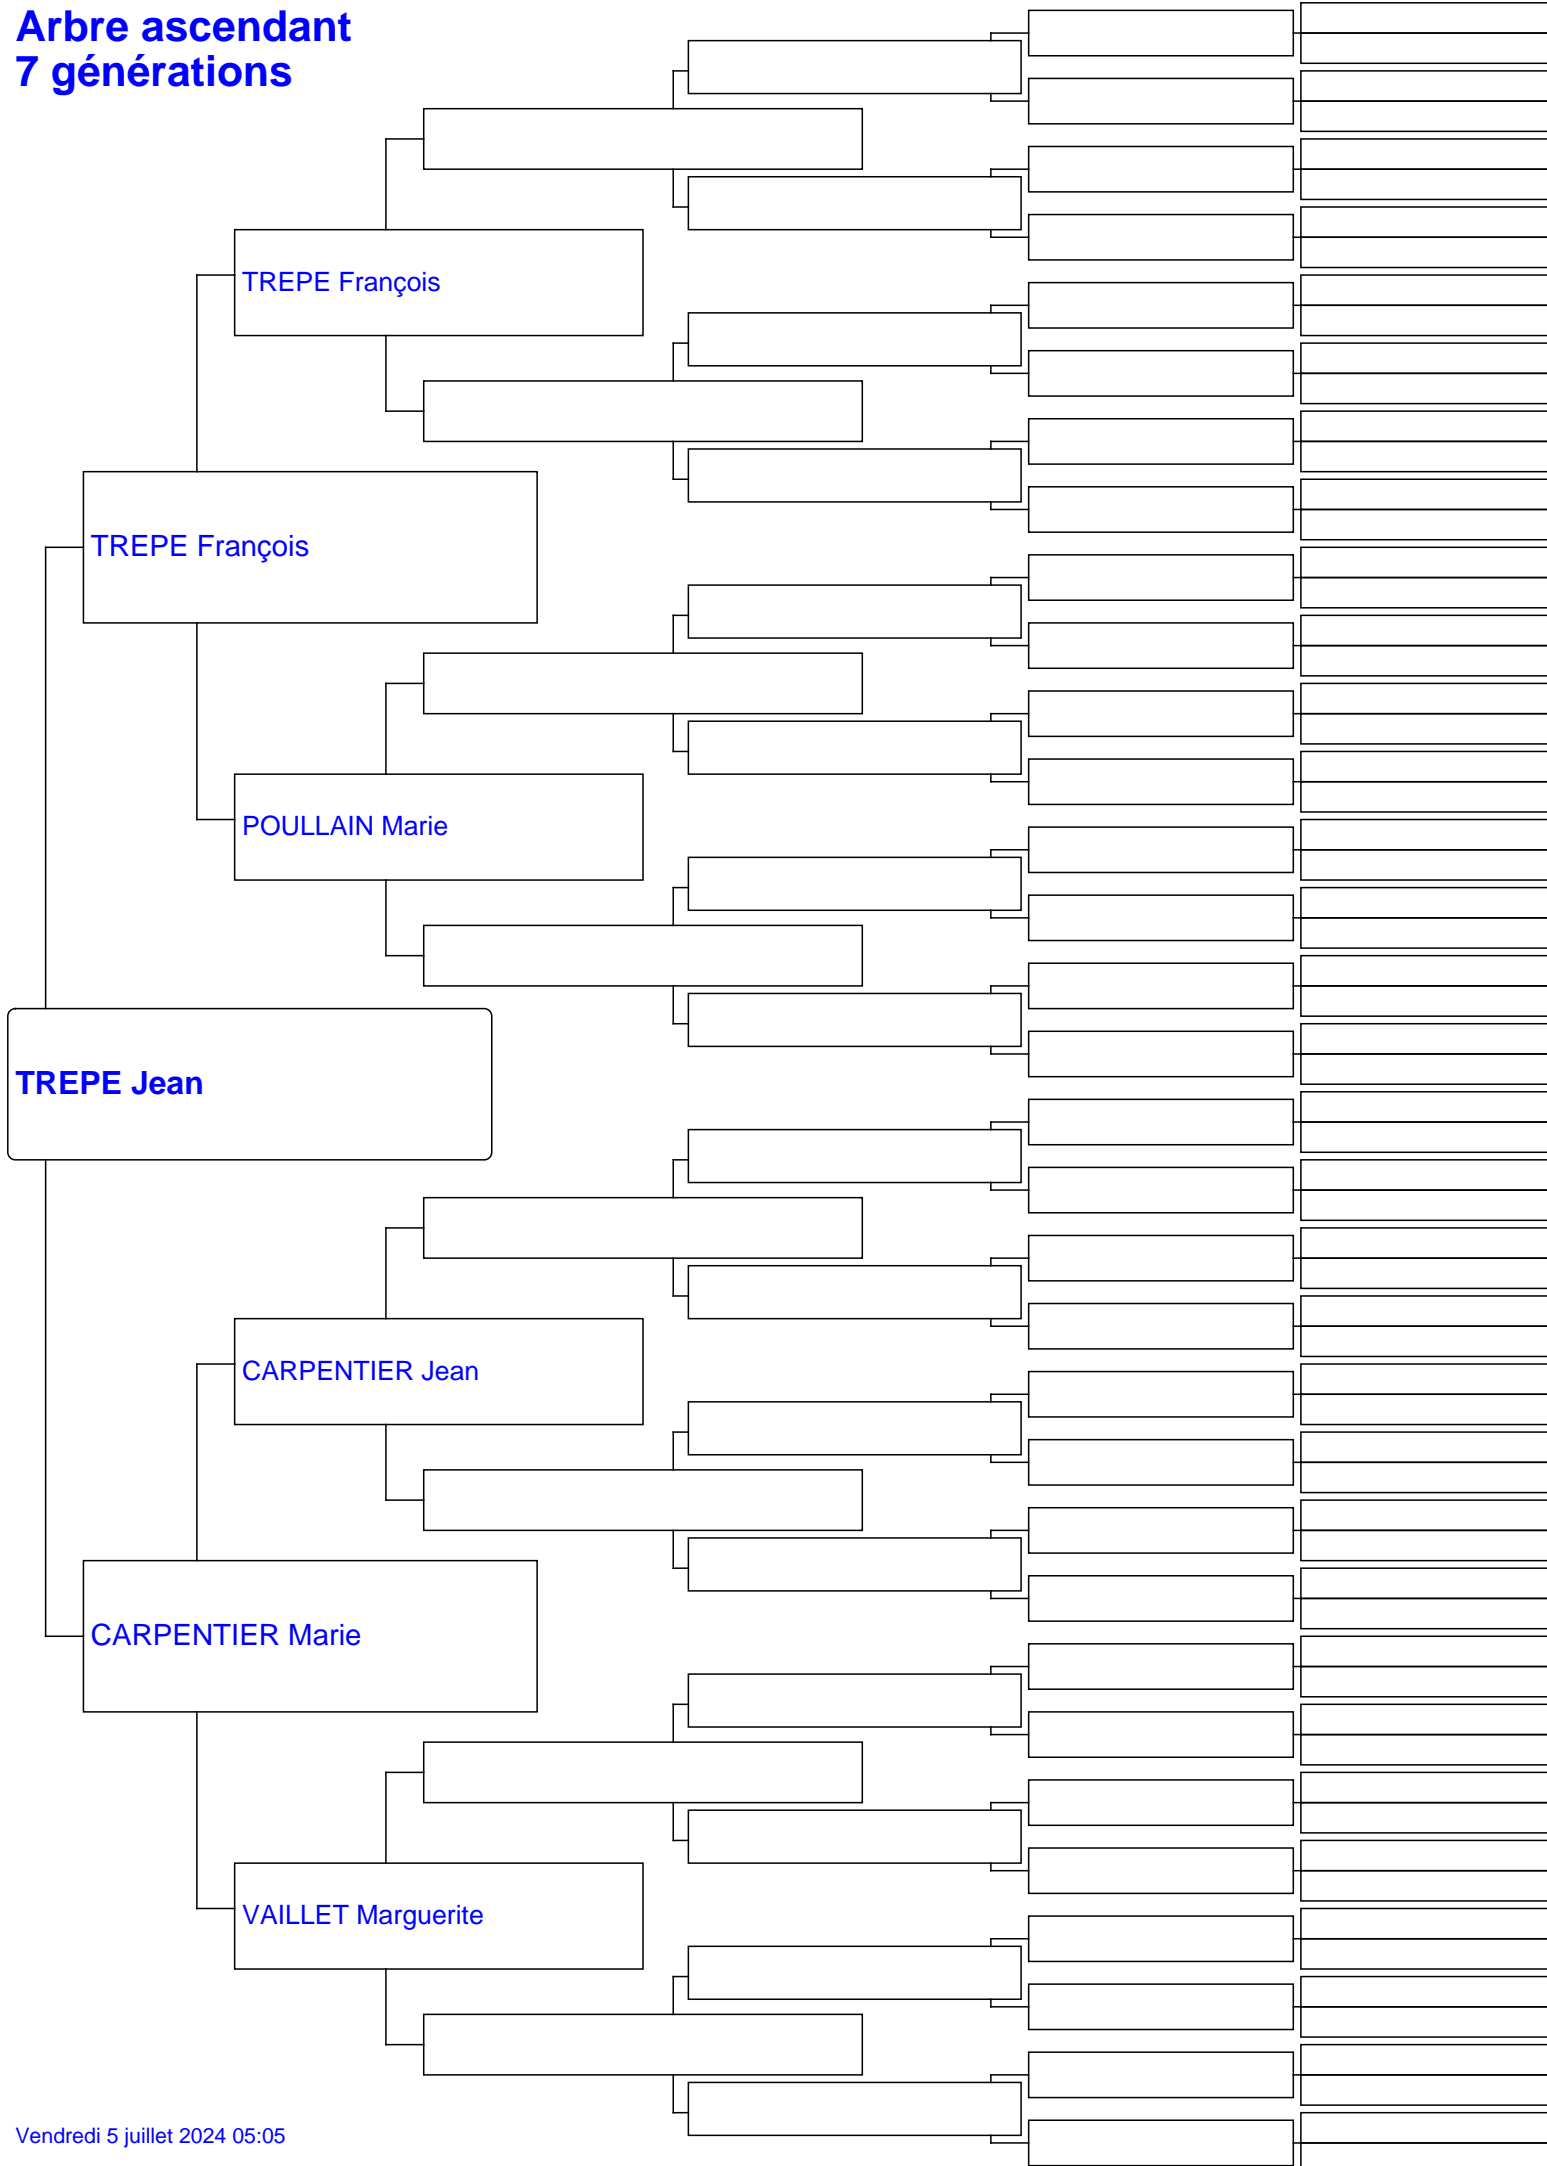 Arbre ascendant
7 générations
TREPE François
TREPE François
POULLAIN Marie
TREPE Jean
CARPENTIER Jean
CARPENTIER Marie
VAILLET Marguerite
Vendredi 5 juillet 2024 05:05